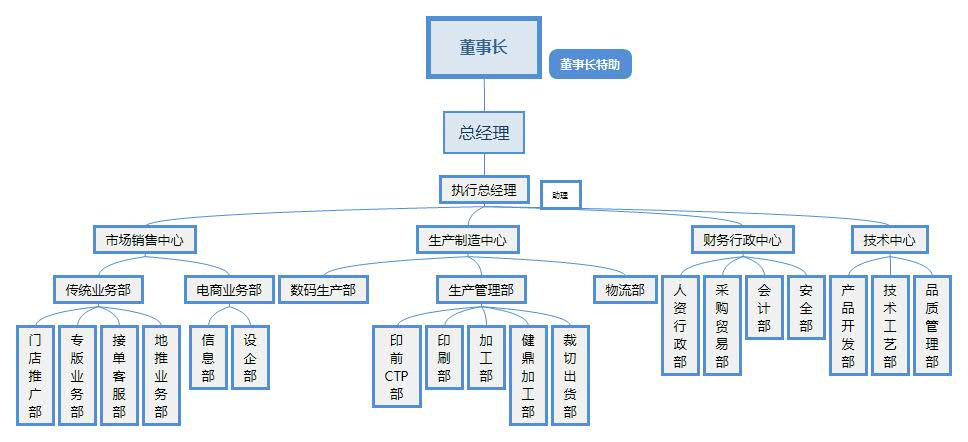 董事长
董事长特助
总经理
执行总经理
助理
市场销售中心
生产制造中心
财务行政中心
技术中心
传统业务部
电商业务部
数码生产部
生产管理部
物流部
人资行政部
采购贸易部
会计部
安全部
产品开发部
技术工艺部
品质管理部
门店推广部
专版业务部
接单客服部
地推业务部
信息部
设企部
印前CTP部
印刷部
加工部
健鼎加工部
裁切出货部